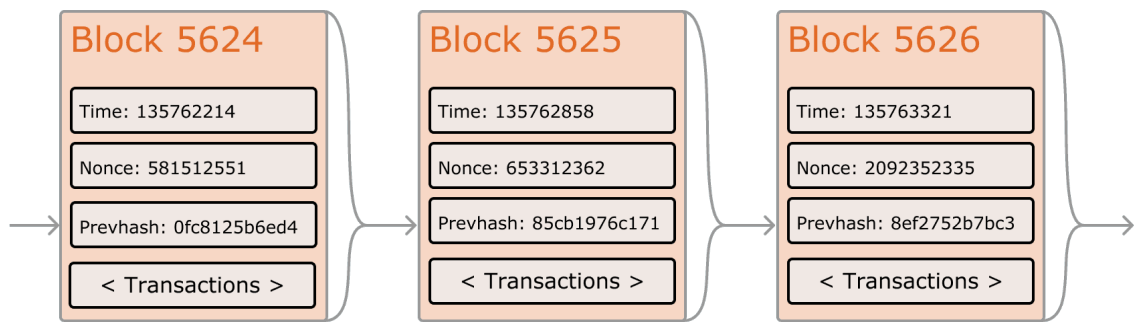 Block 5624
Time: 135762214
Nonce: 581512551
Prevhash: 0fc8125b6ed4
< Transactions >
Block 5625
Time: 135762858
Nonce: 653312362
Prevhash: 85cb1976c171
< Transactions >
Block 5626
Time: 135763321
Nonce: 2092352335
Prevhash: 8ef2752b7bc3
< Transactions >